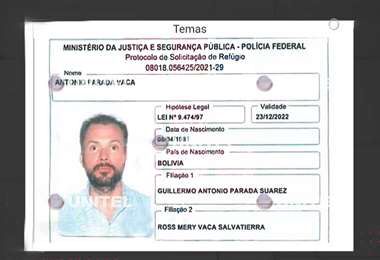 Temas
MINISTÉRIO DA JUSTIÇA E SEGURANÇA PÚBLICA - POLÍCIA FEDERAL
Protocolo de Solicitação de Refúgio
08018.056425/2021-29
Nome
ANTONIO PARADA VACA
Hipótese Legal
Validade
LEI Nº 9.474/97
23/12/2022
Data de Nascimento
País de Nascimento
BOLIVIA
Filiação 1
GUILLERMO ANTONIO PARADA SUAREZ
UNITEL
Filiação 2
ROSS MERY VACA SALVATIERRA